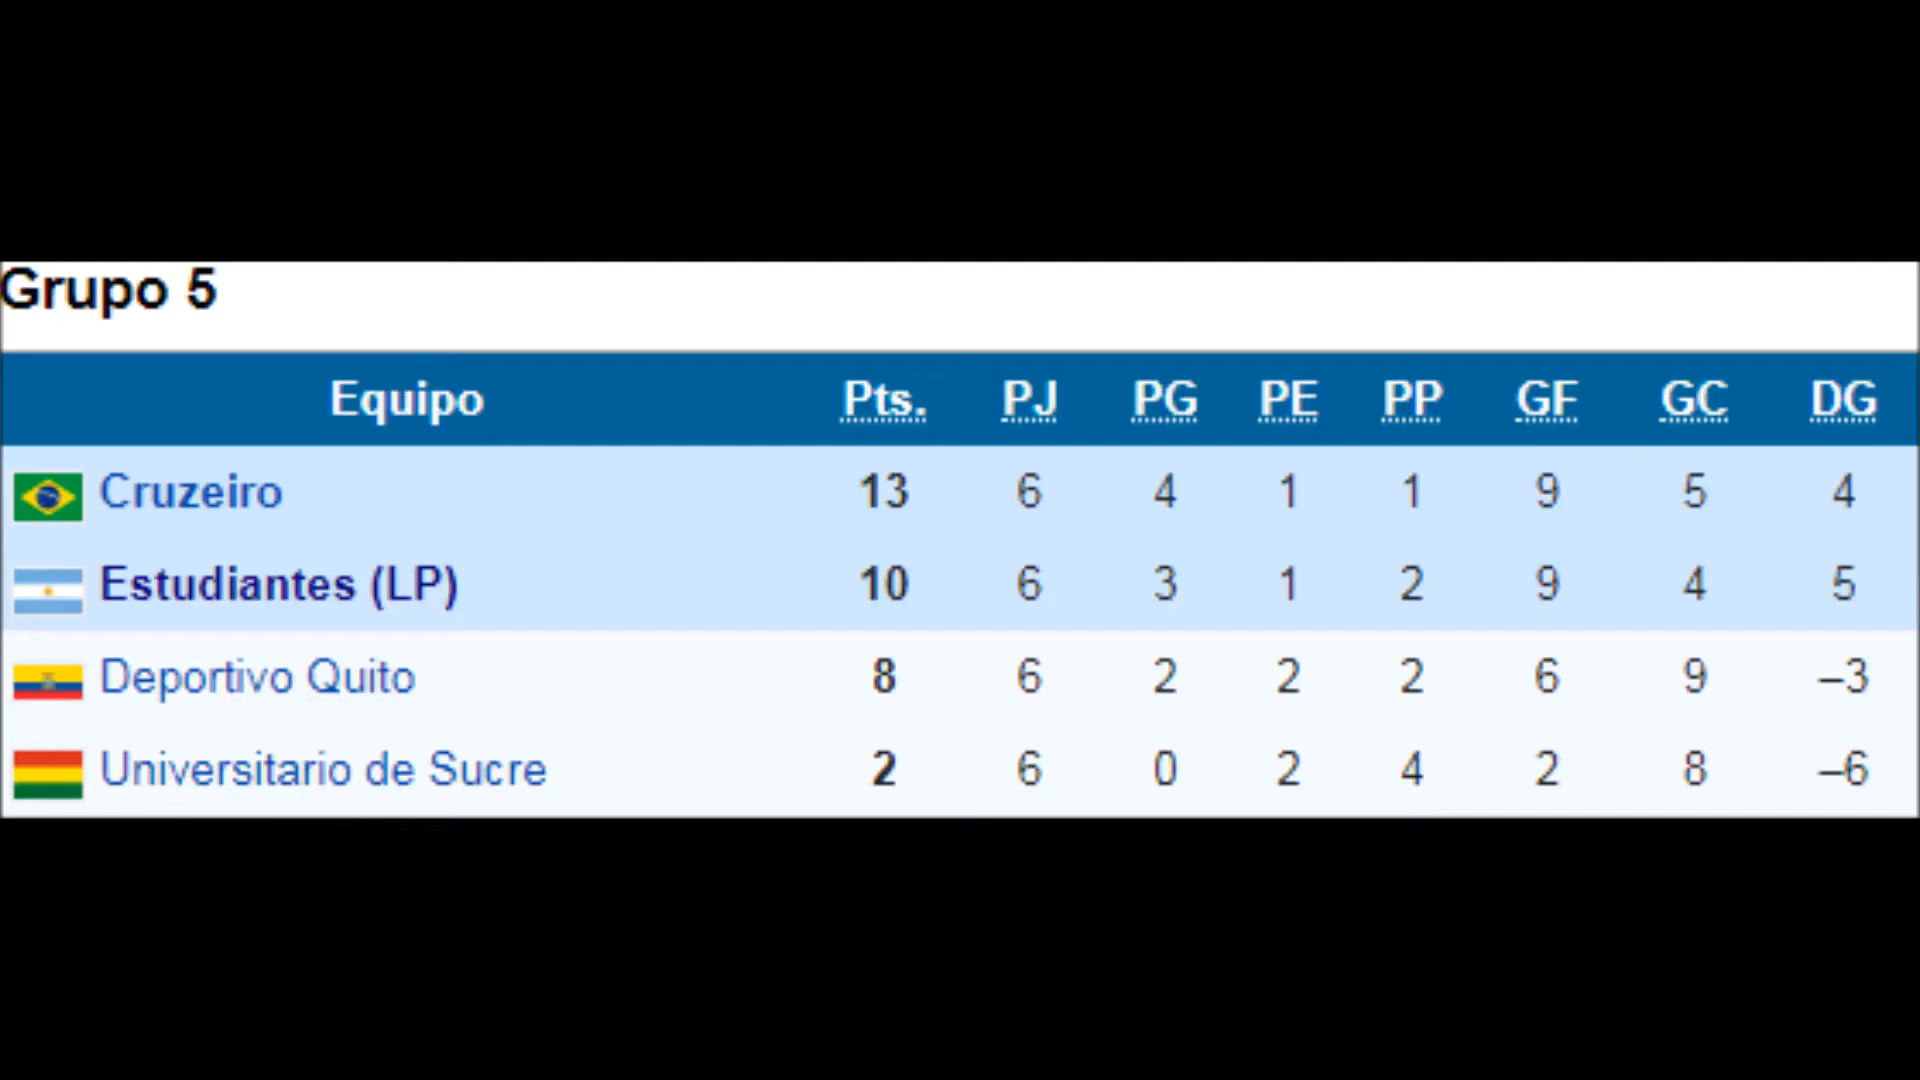 Grupo 5
Equipo Pts. PJ PG PE PP GF GC DG
Cruzeiro 13 6 4 1 1 9 5 4
Estudiantes (LP) 10 6 3 1 2 9 4 5
Deportivo Quito 8 6 2 2 2 6 9 –3
Universitario de Sucre 2 6 0 2 4 2 8 –6